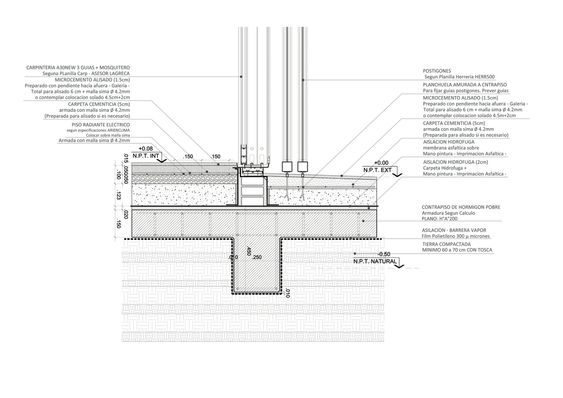 CARPINTERIA A30NEW 3 GUIAS + MOSQUITERO
Seguno Planilla Carp - ASESOR LAGRECA
MICROCEMENTO ALISADO (1.5cm)
Preparado con pendiente hacia afuera - Galeria -
Total para alisado 6 cm + malla sima Ø 4.2mm
o contemplar colocacion solado 4.5cm+2cm
CARPETA CEMENTICIA (5cm)
armada con malla sima Ø 4.2mm
(Preparada para alisado si es necesario)
PISO RADIANTE ELECTRICO
segun especificaciones
Colocar sobre malla sima
Armada con malla sima Ø 4.2mm
+0.08
N.P.T. INT
.150
.150
.100
.123
.020
.150
.450
.250
.010
POSTIGONES
Segun Planilla Herreria HERR500
PLANCHUELA AMURADA A CNTRAPISO
Para fijar guias postigones. Prever guias
MICROCEMENTO ALISADO (1.5cm)
Preparado con pendiente hacia afuera - Galeria -
Total para alisado 6 cm + malla sima Ø 4.2mm
o contemplar colocacion solado 4.5cm+2cm
CARPETA CEMENTICIA (5cm)
armada con malla sima Ø 4.2mm
(Preparada para alisado si es necesario)
AISLACION HIDROFUGA
membrana asfaltica sobre
Mano pintura - Imprimacion Asfaltica -
AISLACION HIDROFUGA (2cm)
Carpeta Hidrofuga +
Mano pintura - Imprimacion Asfaltica -
+0.00
N.P.T. EXT
CONTRAPISO DE HORMIGON POBRE
Armadura Segun Calculo
PLANO: H°A°200
ASILACION - BARRERA VAPOR
Film Polietileno 300 µ micrones
TIERRA COMPACTADA
MINIMO 60 a 70 cm CON TOSCA
-0.50
N.P.T. NATURAL